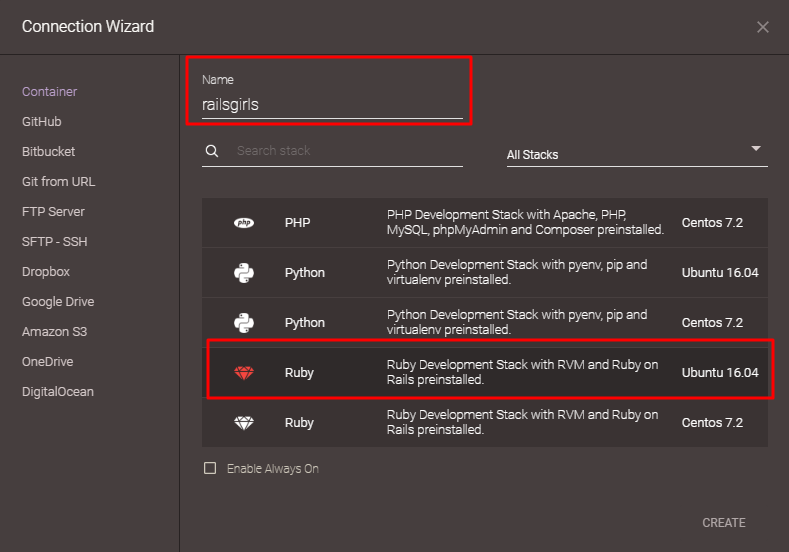 Connection Wizard
Container
GitHub
Bitbucket
Git from URL
FTP Server
SFTP - SSH
Dropbox
Google Drive
Amazon S3
OneDrive
DigitalOcean
Name
railsgirls
Search stack
All Stacks
php PHP PHP Development Stack with Apache, PHP, Centos 7.2
MySQL, phpMyAdmin and Composer preinstalled.
Python Python Development Stack with pyenv, pip and Ubuntu 16.04
virtualenv preinstalled.
Python Python Development Stack with pyenv, pip and Centos 7.2
virtualenv preinstalled.
Ruby Ruby Development Stack with RVM and Ruby on Ubuntu 16.04
Rails preinstalled.
Ruby Ruby Development Stack with RVM and Ruby on Centos 7.2
Rails preinstalled.
Enable Always On
CREATE